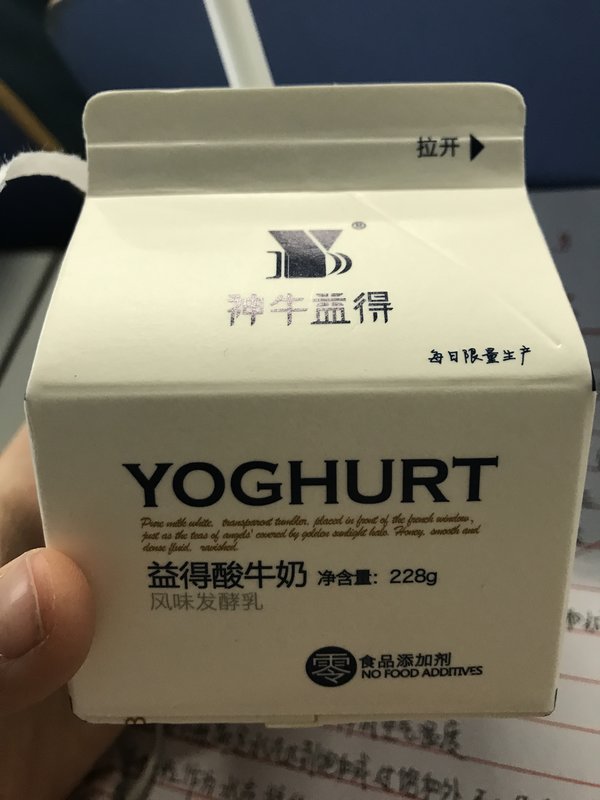 拉开
®
神牛益得
每日限量生产
YOGHURT
Pure milk white, transparent tumbler, placed in front of the french window,
just as the teas of angels' covered by golden sunlight halo. Honey, smooth and
dense fluid, ravished.
益得酸牛奶 净含量：228g
风味发酵乳
零 食品添加剂
NO FOOD ADDITIVES